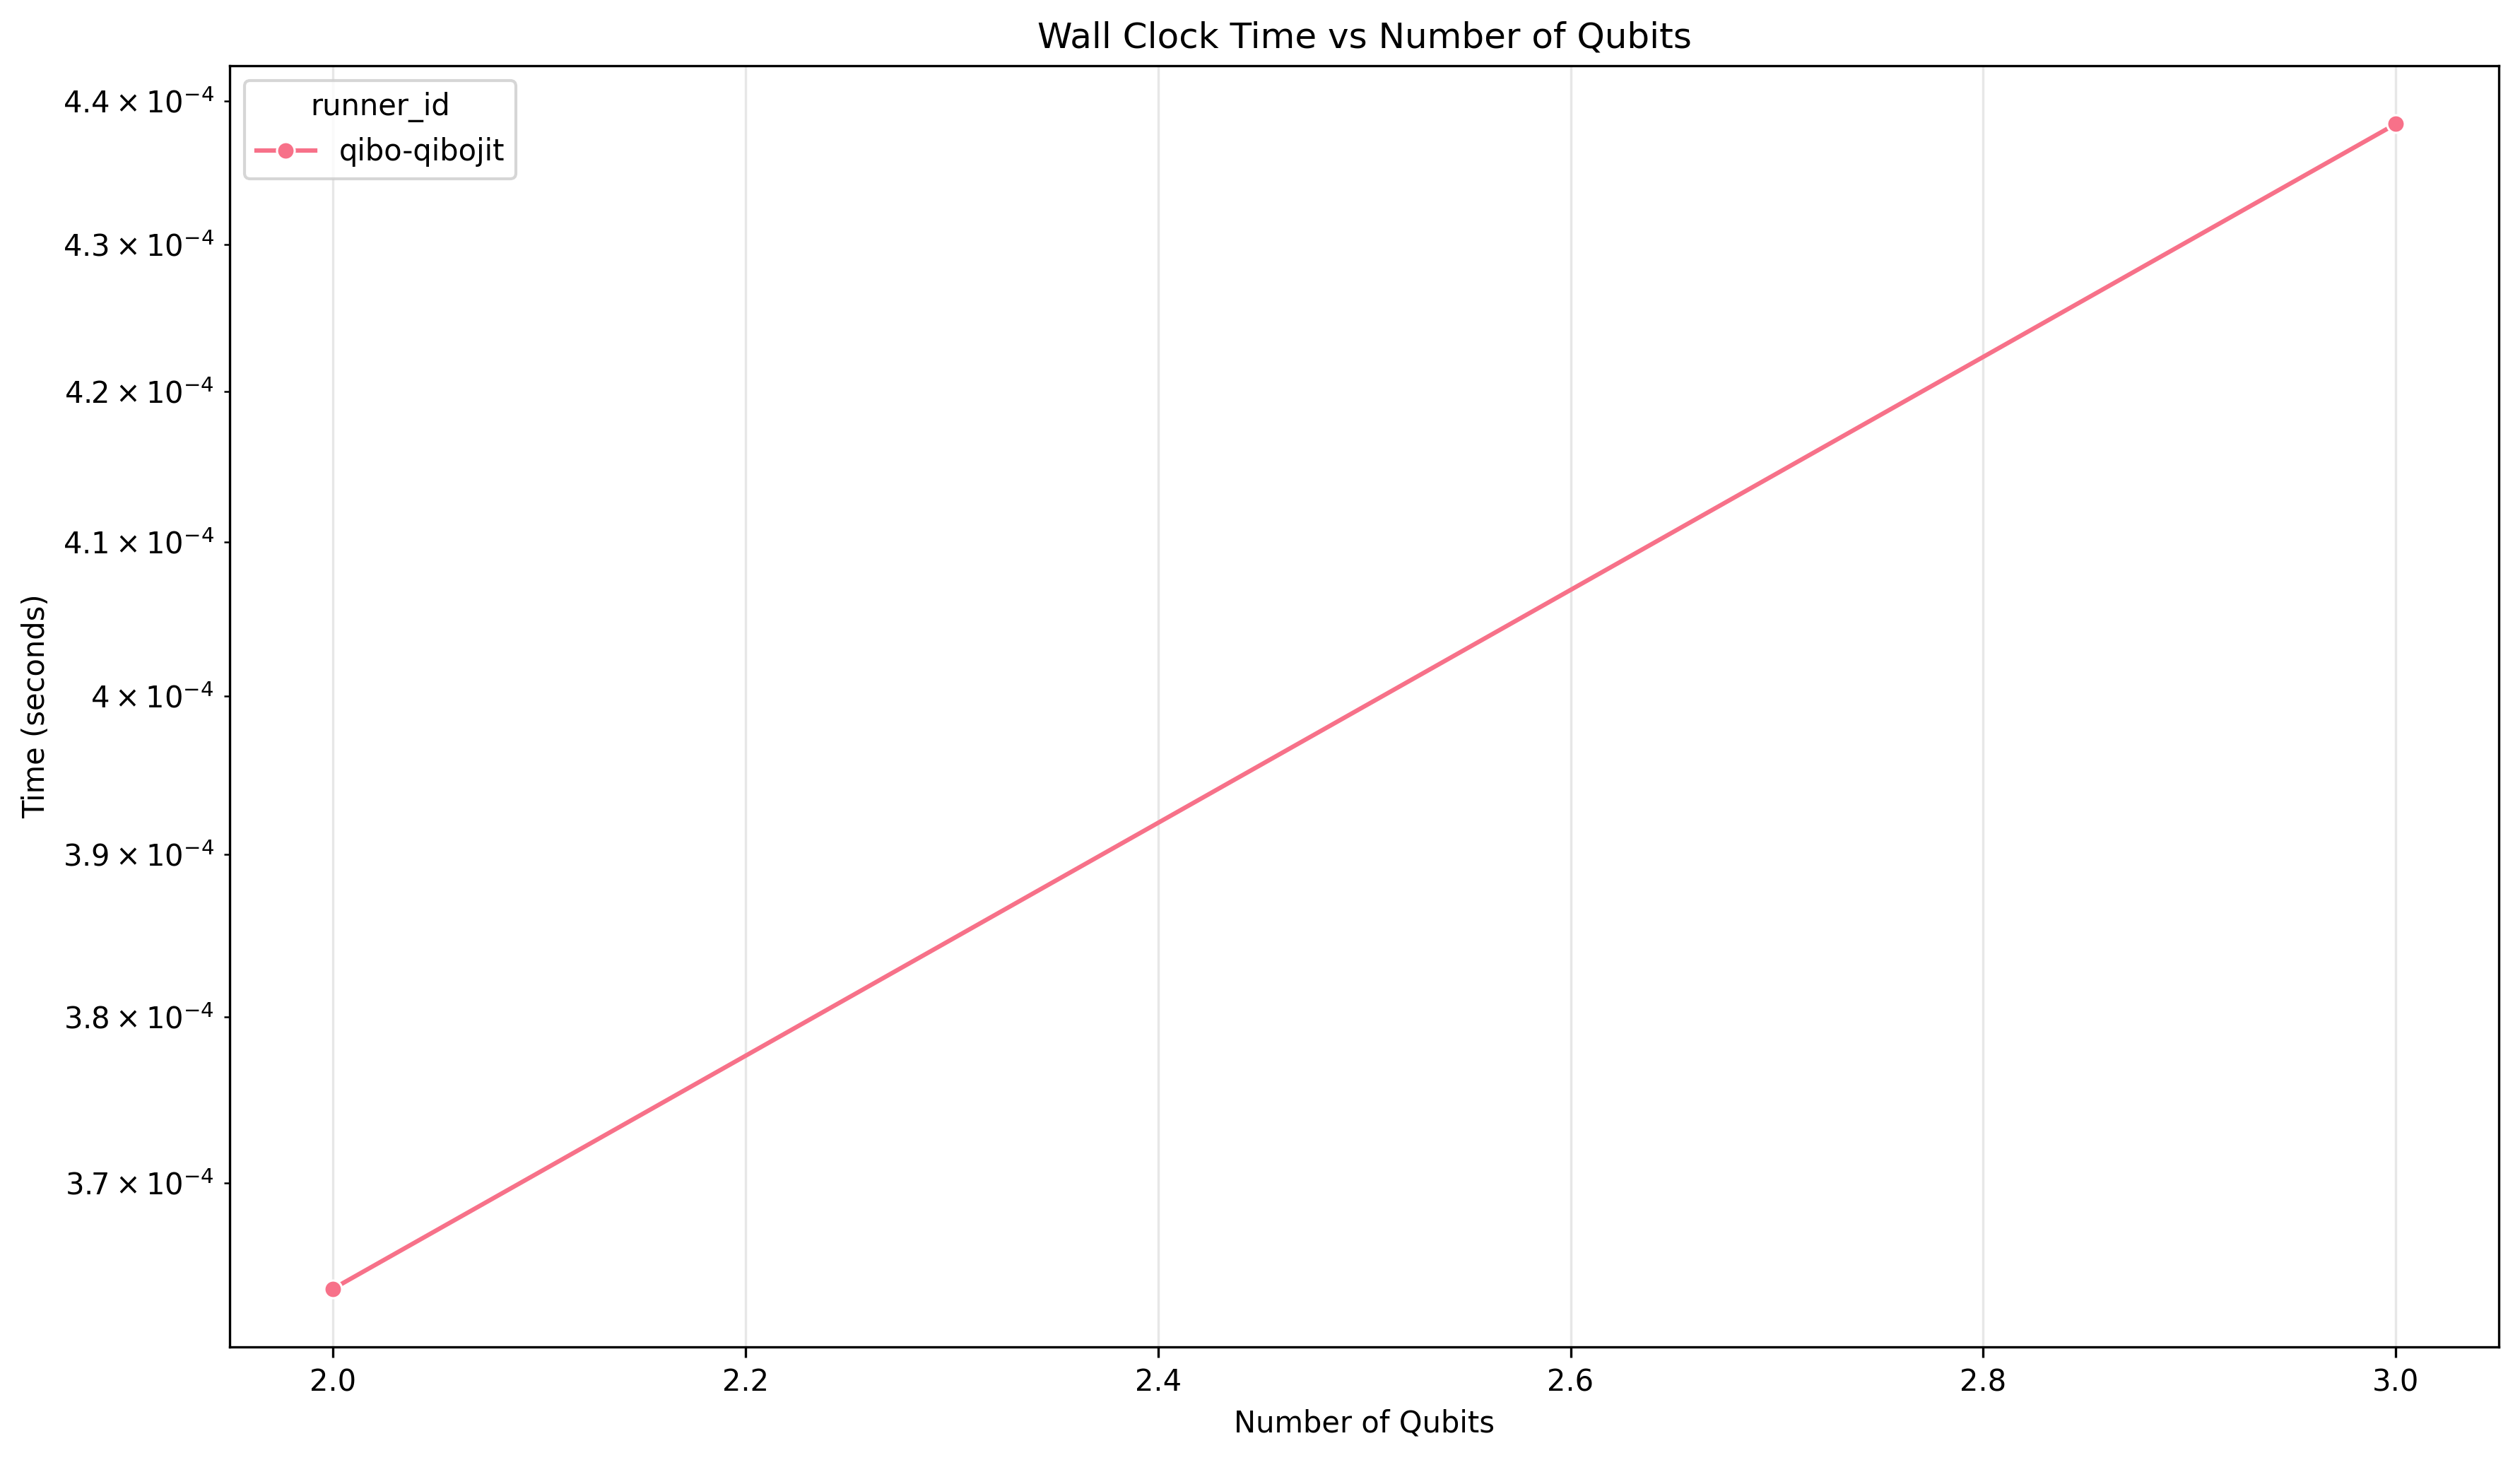 Wall Clock Time vs Number of Qubits
runner_id
qibo-qibojit
Time (seconds)
4.4 × 10⁻⁴
4.3 × 10⁻⁴
4.2 × 10⁻⁴
4.1 × 10⁻⁴
4 × 10⁻⁴
3.9 × 10⁻⁴
3.8 × 10⁻⁴
3.7 × 10⁻⁴
2.0 2.2 2.4 2.6 2.8 3.0
Number of Qubits